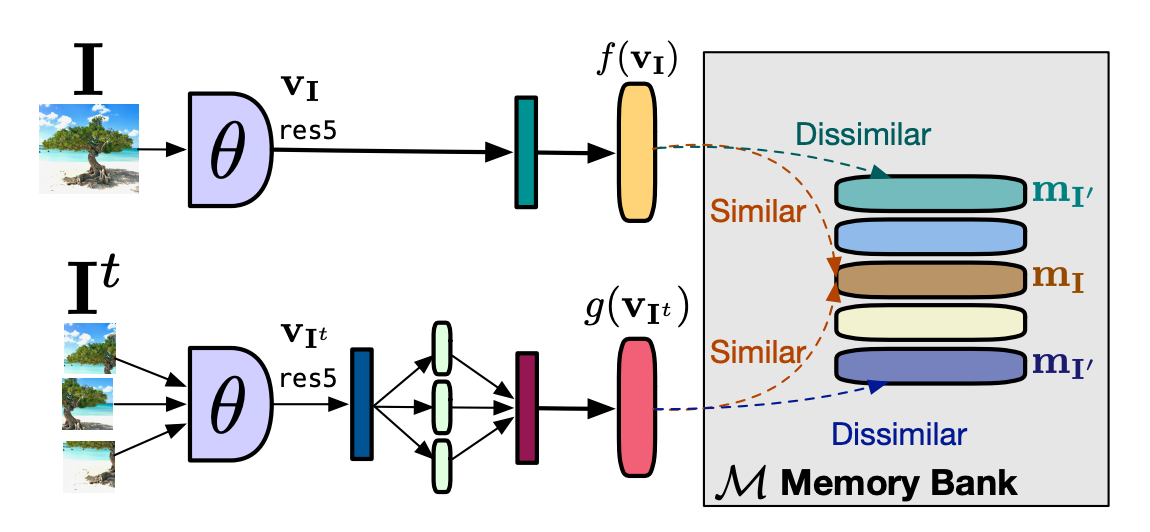 I
θ
v_I
res5
f(v_I)
Dissimilar
m_I′
Similar
m_I
I^t
θ
v_I^t
res5
g(v_I^t)
Similar
m_I′
Dissimilar
ℳ Memory Bank